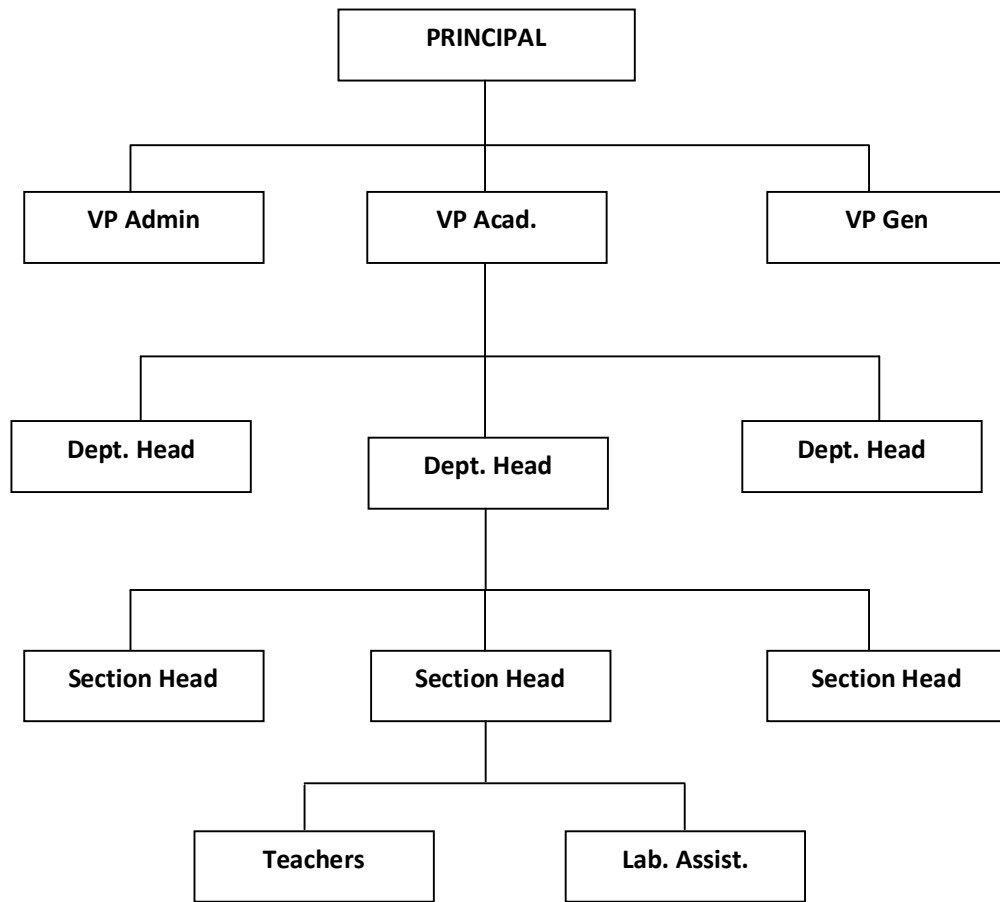 PRINCIPAL
VP Admin
VP Acad.
VP Gen
Dept. Head
Dept. Head
Dept. Head
Section Head
Section Head
Section Head
Teachers
Lab. Assist.